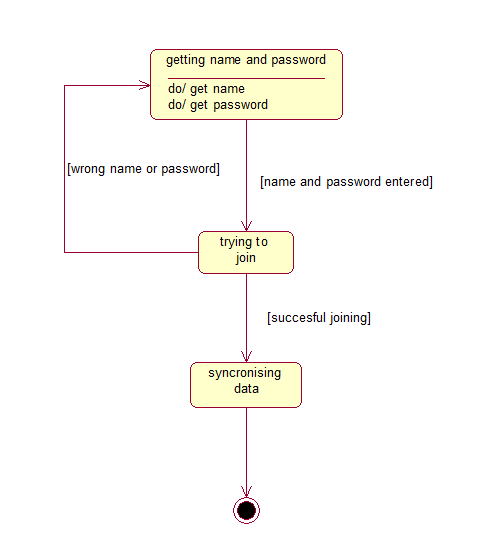 getting name and password
do/ get name
do/ get password
[wrong name or password]
[name and password entered]
trying to
join
[succesful joining]
syncronising
data